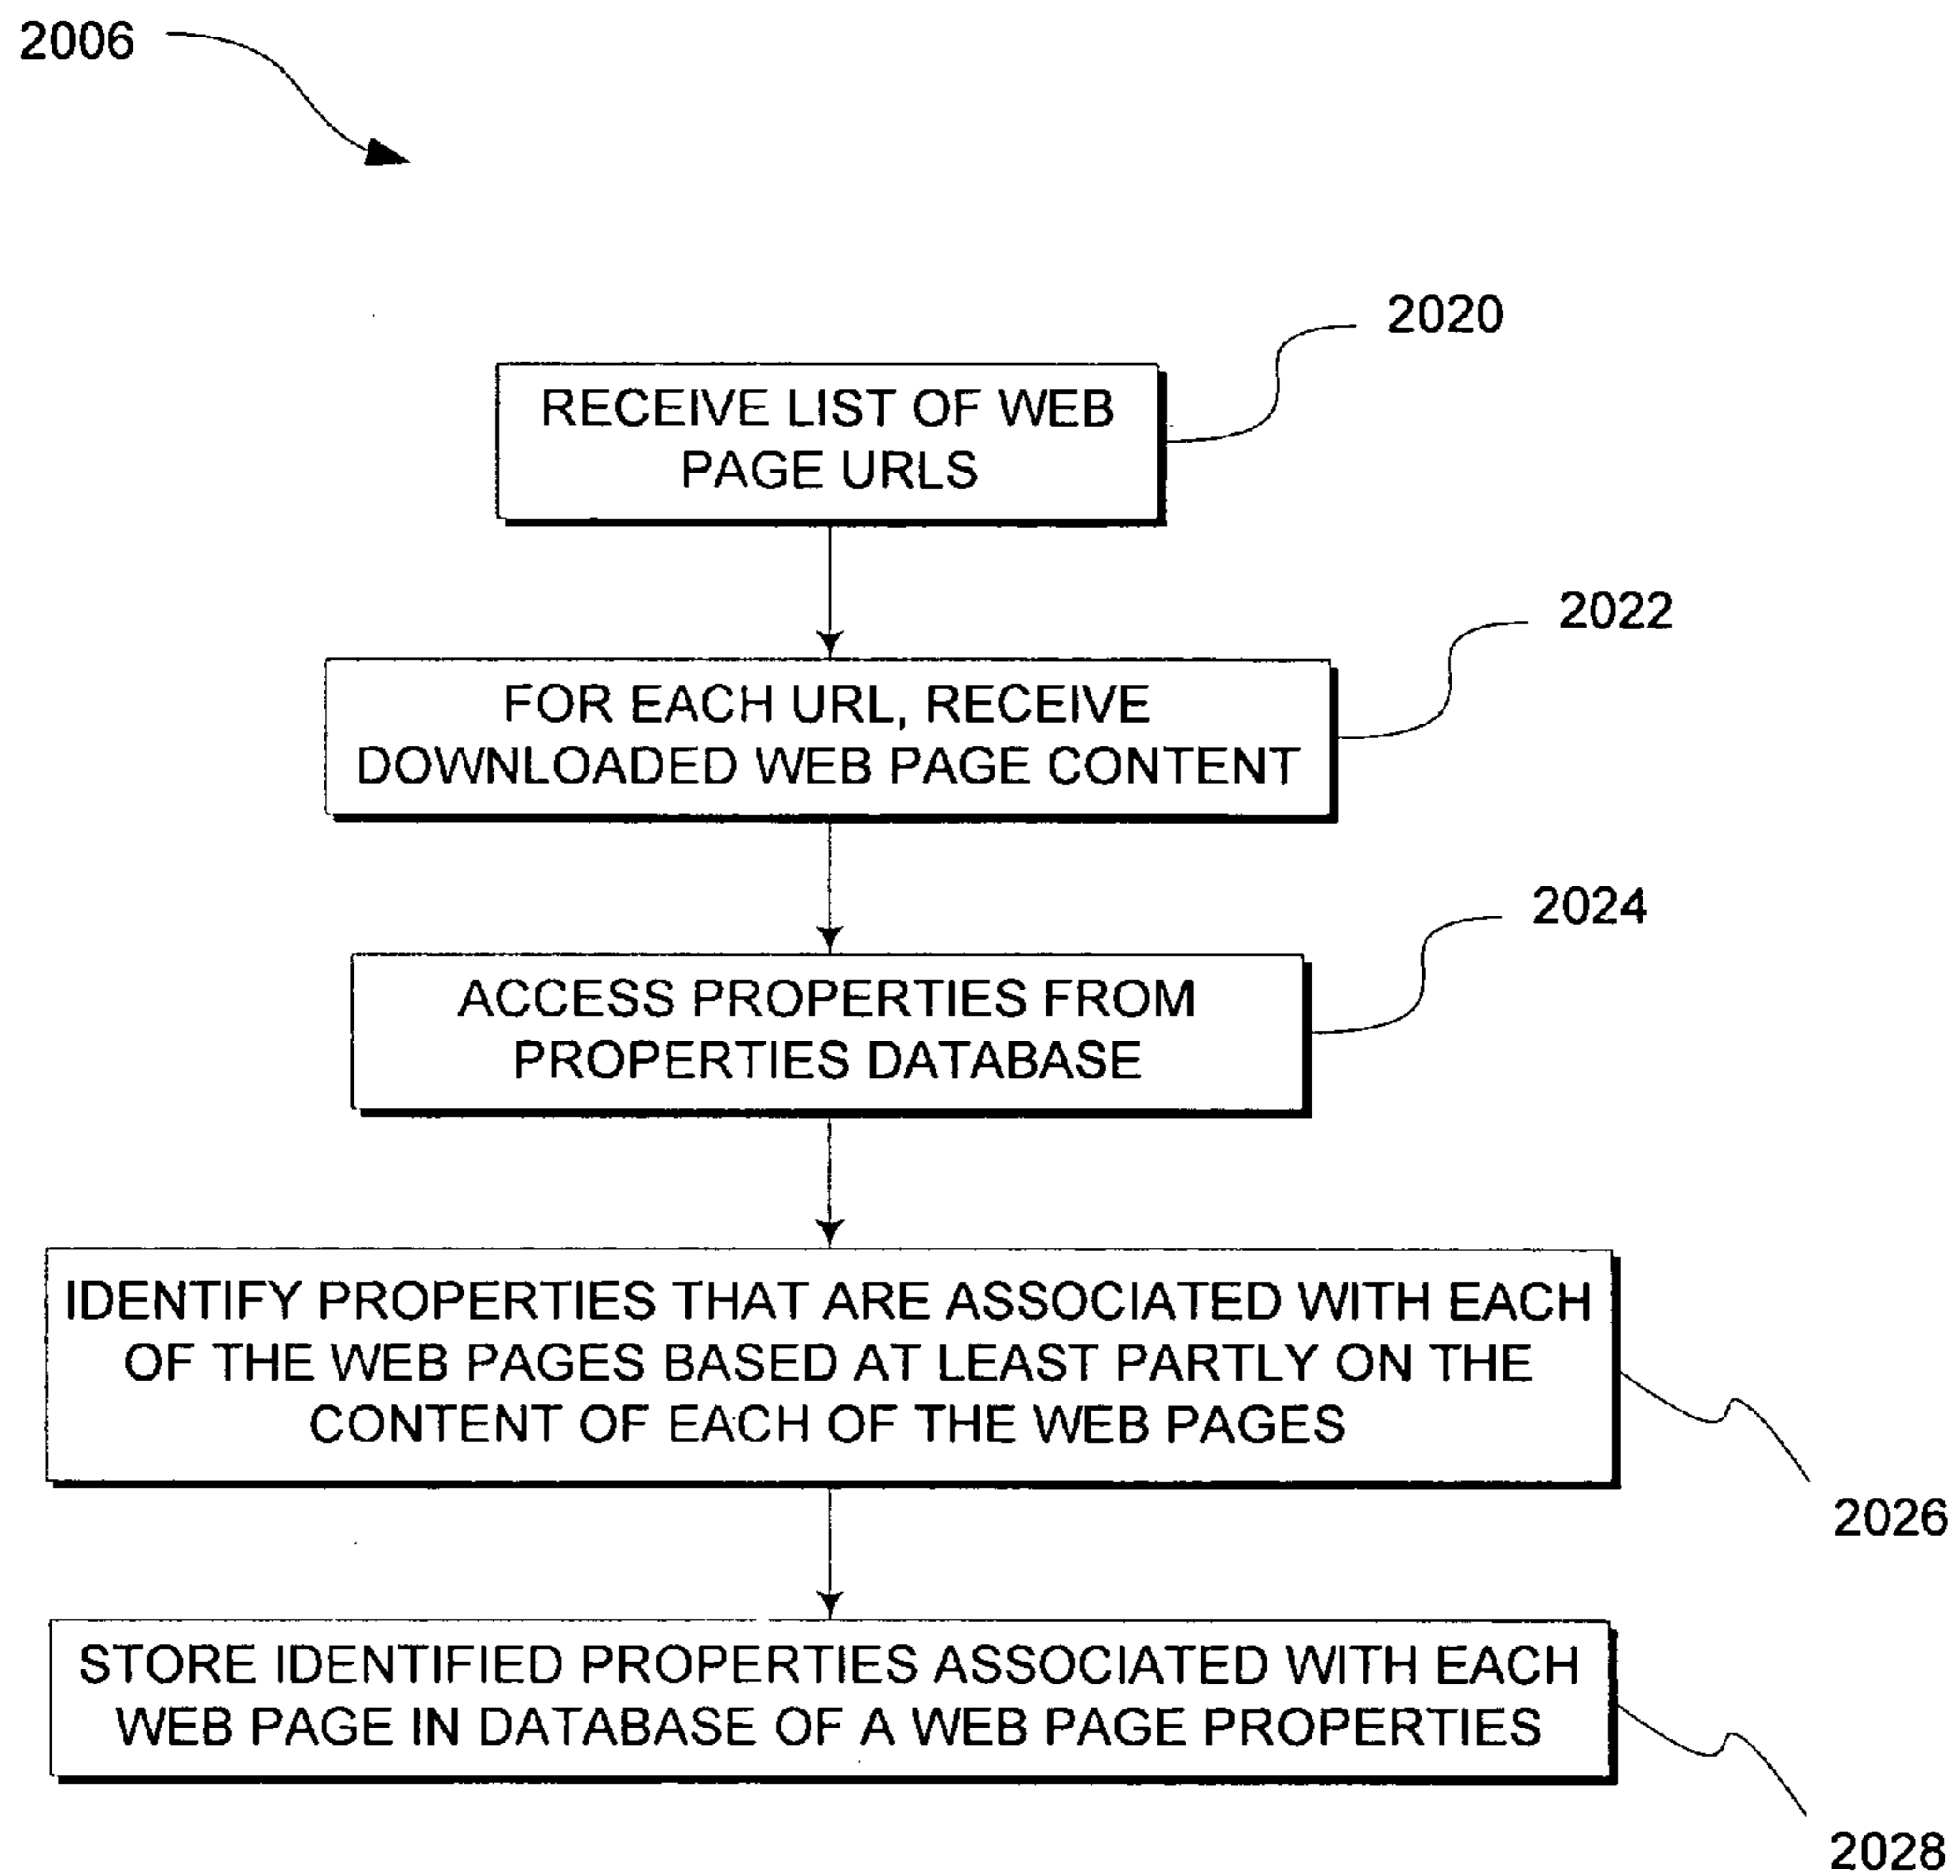 2006
2020
RECEIVE LIST OF WEB
PAGE URLS
2022
FOR EACH URL, RECEIVE
DOWNLOADED WEB PAGE CONTENT
2024
ACCESS PROPERTIES FROM
PROPERTIES DATABASE
IDENTIFY PROPERTIES THAT ARE ASSOCIATED WITH EACH
OF THE WEB PAGES BASED AT LEAST PARTLY ON THE
CONTENT OF EACH OF THE WEB PAGES
2026
STORE IDENTIFIED PROPERTIES ASSOCIATED WITH EACH
WEB PAGE IN DATABASE OF A WEB PAGE PROPERTIES
2028